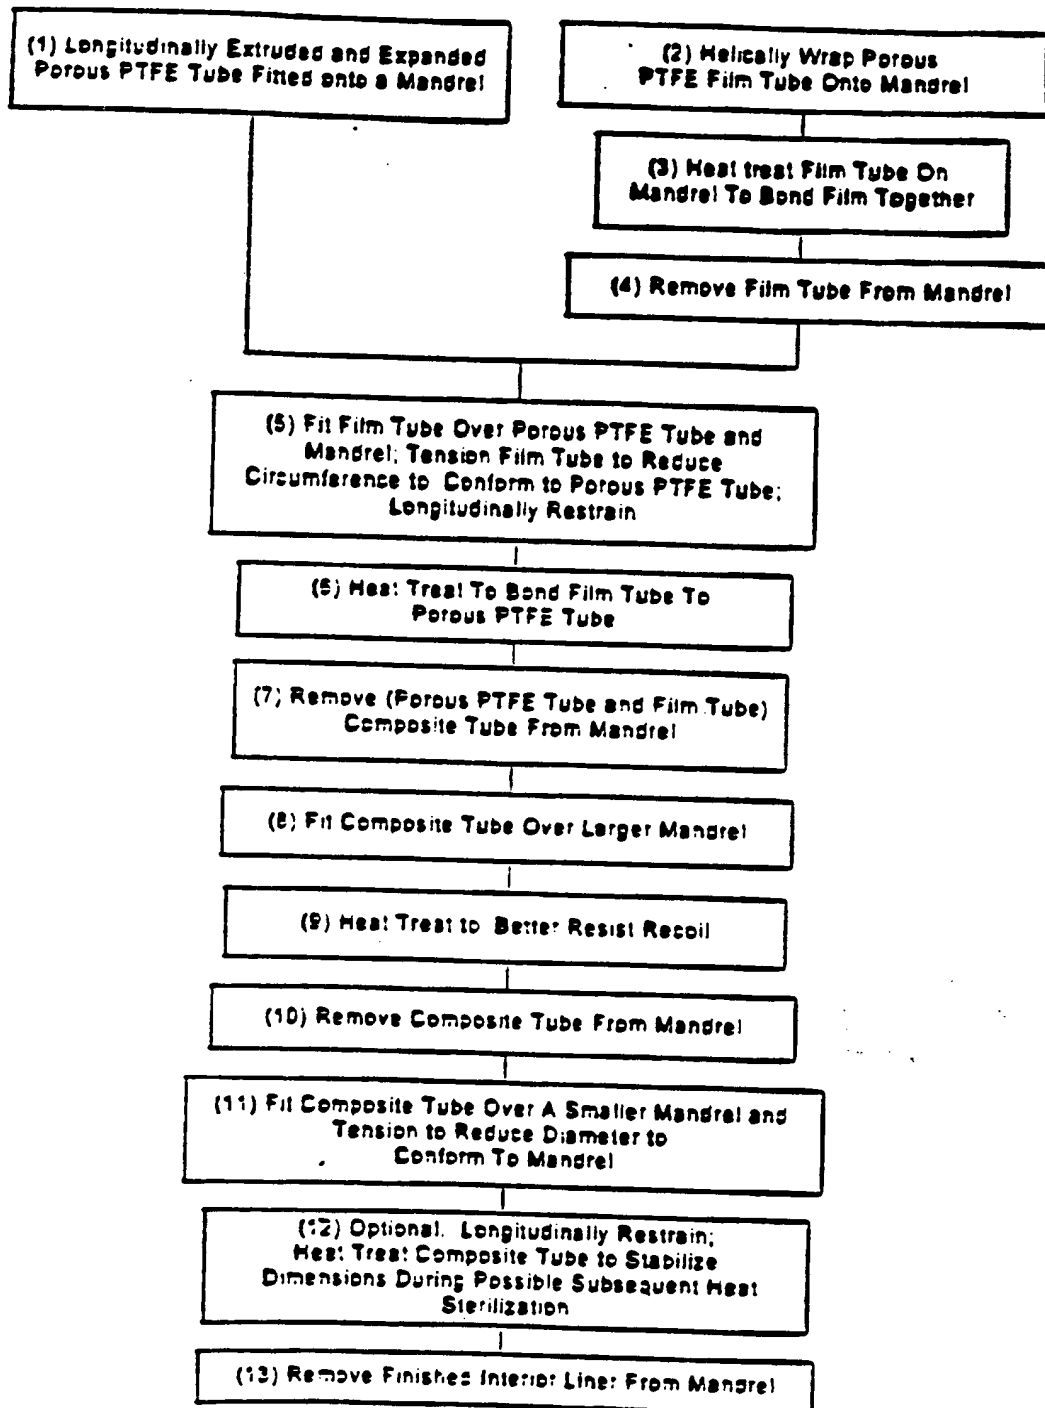 (1) Longitudinally Extruded and Expanded
Porous PTFE Tube Fitted onto a Mandrel
(2) Helically Wrap Porous
PTFE Film Tube Onto Mandrel
(3) Heat treat Film Tube On
Mandrel To Bond Film Together
(4) Remove Film Tube From Mandrel
(5) Fit Film Tube Over Porous PTFE Tube and
Mandrel; Tension Film Tube to Reduce
Circumference to Conform to Porous PTFE Tube;
Longitudinally Restrain
(6) Heat Treat To Bond Film Tube To
Porous PTFE Tube
(7) Remove (Porous PTFE Tube and Film Tube)
Composite Tube From Mandrel
(8) Fit Composite Tube Over Larger Mandrel
(9) Heat Treat to Better Resist Recoil
(10) Remove Composite Tube From Mandrel
(11) Fit Composite Tube Over A Smaller Mandrel and
Tension to Reduce Diameter to
Conform To Mandrel
(12) Optional. Longitudinally Restrain;
Heat Treat Composite Tube to Stabilize
Dimensions During Possible Subsequent Heat
Sterilization
(13) Remove Finished Interior Liner From Mandrel